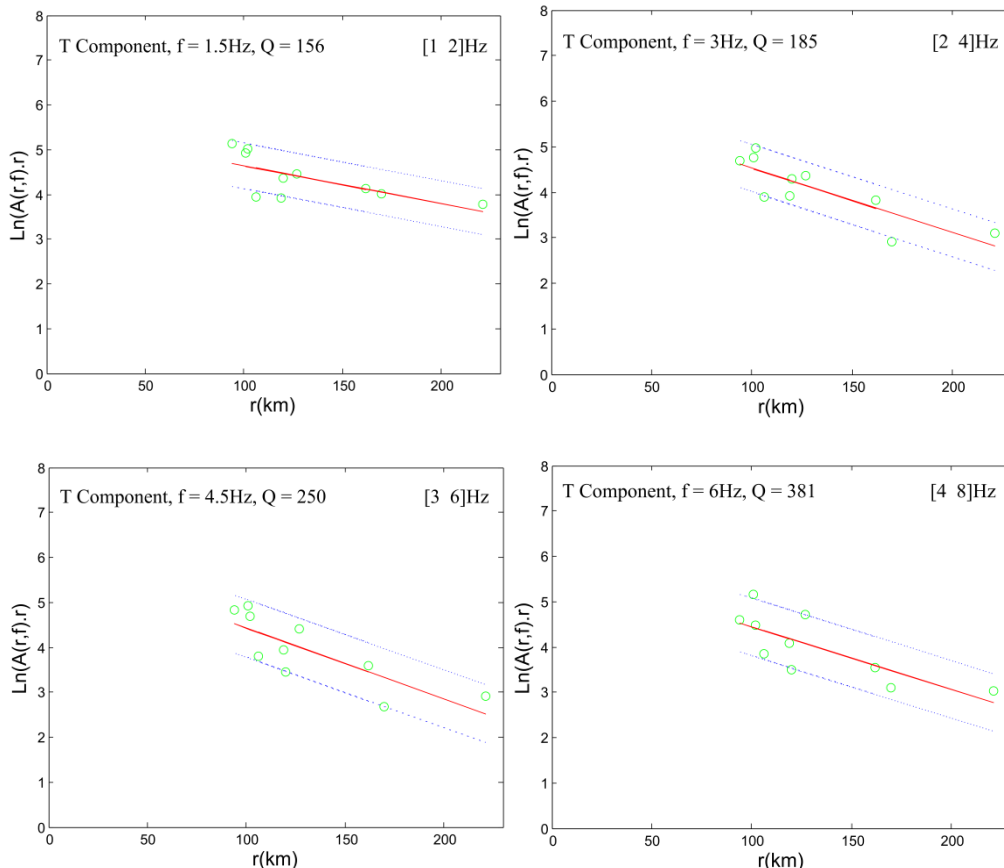 T Component, f = 1.5Hz, Q = 156 [1 2]Hz
Ln(A(r,f).r)
8
7
6
5
4
3
2
1
0
0 50 100 150 200
r(km)
T Component, f = 3Hz, Q = 185 [2 4]Hz
Ln(A(r,f).r)
8
7
6
5
4
3
2
1
0
0 50 100 150 200
r(km)
T Component, f = 4.5Hz, Q = 250 [3 6]Hz
Ln(A(r,f).r)
8
7
6
5
4
3
2
1
0
0 50 100 150 200
r(km)
T Component, f = 6Hz, Q = 381 [4 8]Hz
Ln(A(r,f).r)
8
7
6
5
4
3
2
1
0
0 50 100 150 200
r(km)